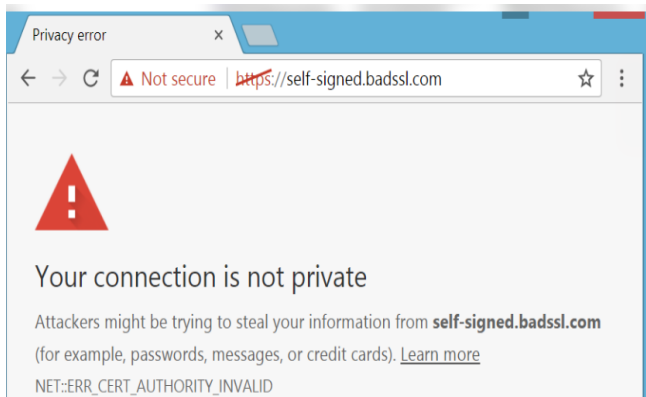 Privacy error
Not secure | https://self-signed.badssl.com
Your connection is not private
Attackers might be trying to steal your information from self-signed.badssl.com
(for example, passwords, messages, or credit cards). Learn more
NET::ERR_CERT_AUTHORITY_INVALID